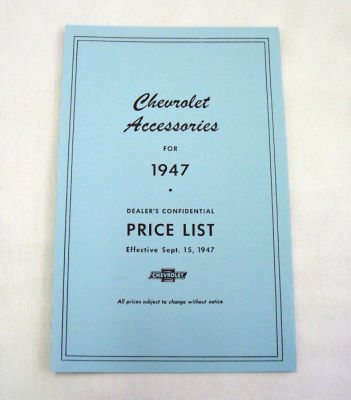 Chevrolet
Accessories
FOR
1947
•
DEALER'S CONFIDENTIAL
PRICE LIST
Effective Sept. 15, 1947
CHEVROLET
All prices subject to change without notice